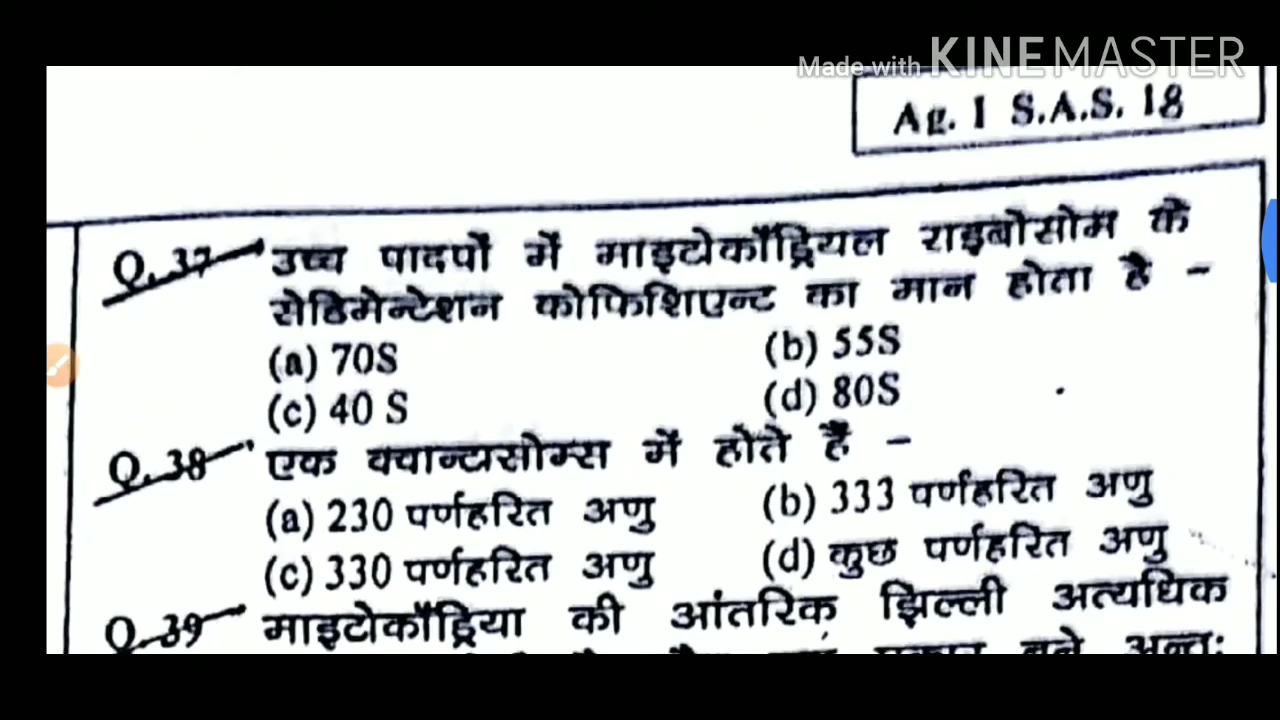 Made with KINEMASTER
Ag. I S.A.S. 18
Q. 37 उच्च पादपों में माइटोकौंद्रियल राइबोसोम के
सेडिमेन्टेशन कोफिशिएन्ट का मान होता है -
(a) 70S (b) 55S
(c) 40 S (d) 80S
Q. 38 एक क्वान्टासोम्स में होते हैं -
(a) 230 पर्णहरित अणु (b) 333 पर्णहरित अणु
(c) 330 पर्णहरित अणु (d) कुछ पर्णहरित अणु
Q. 39 माइटोकौंद्रिया की आंतरिक झिल्ली अत्यधिक